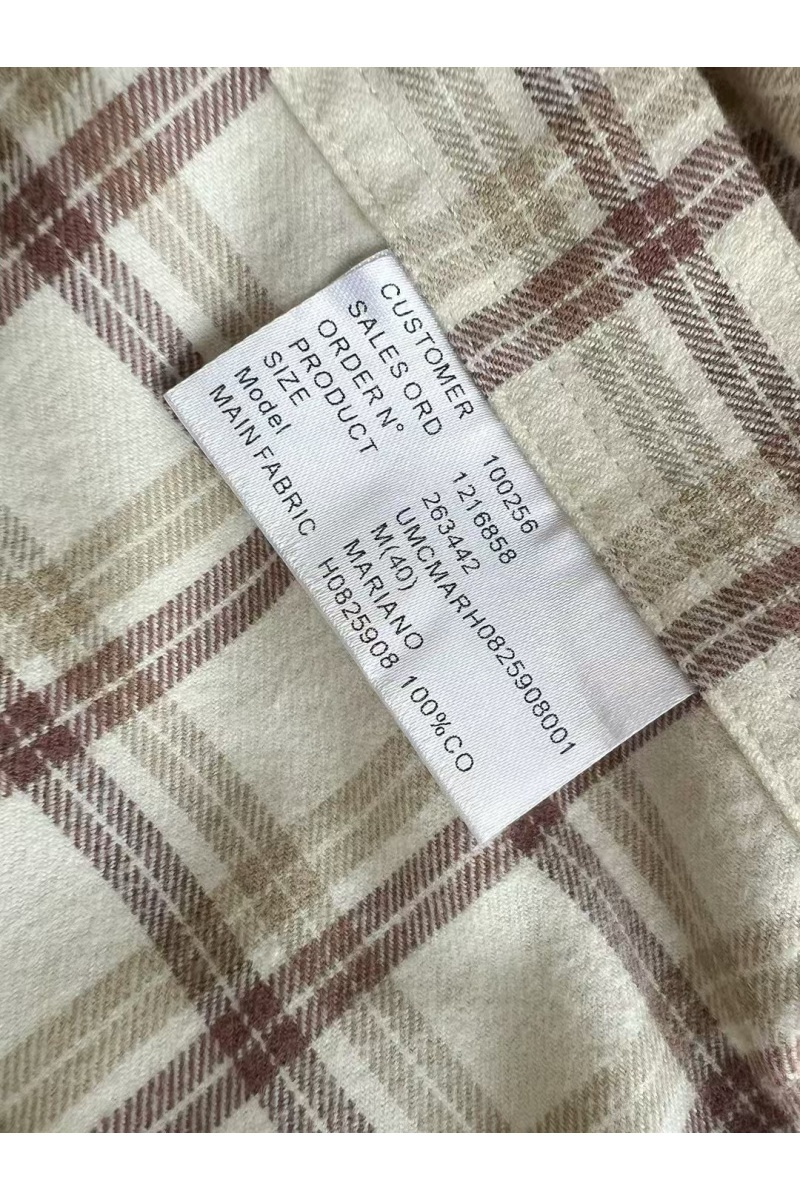 CUSTOMER 100256
SALES ORD 1216858
ORDER N° 263442
PRODUCT UMCMARH0825908001
SIZE M(40)
Model MARIANO
MAIN FABRIC H0825908 100%CO